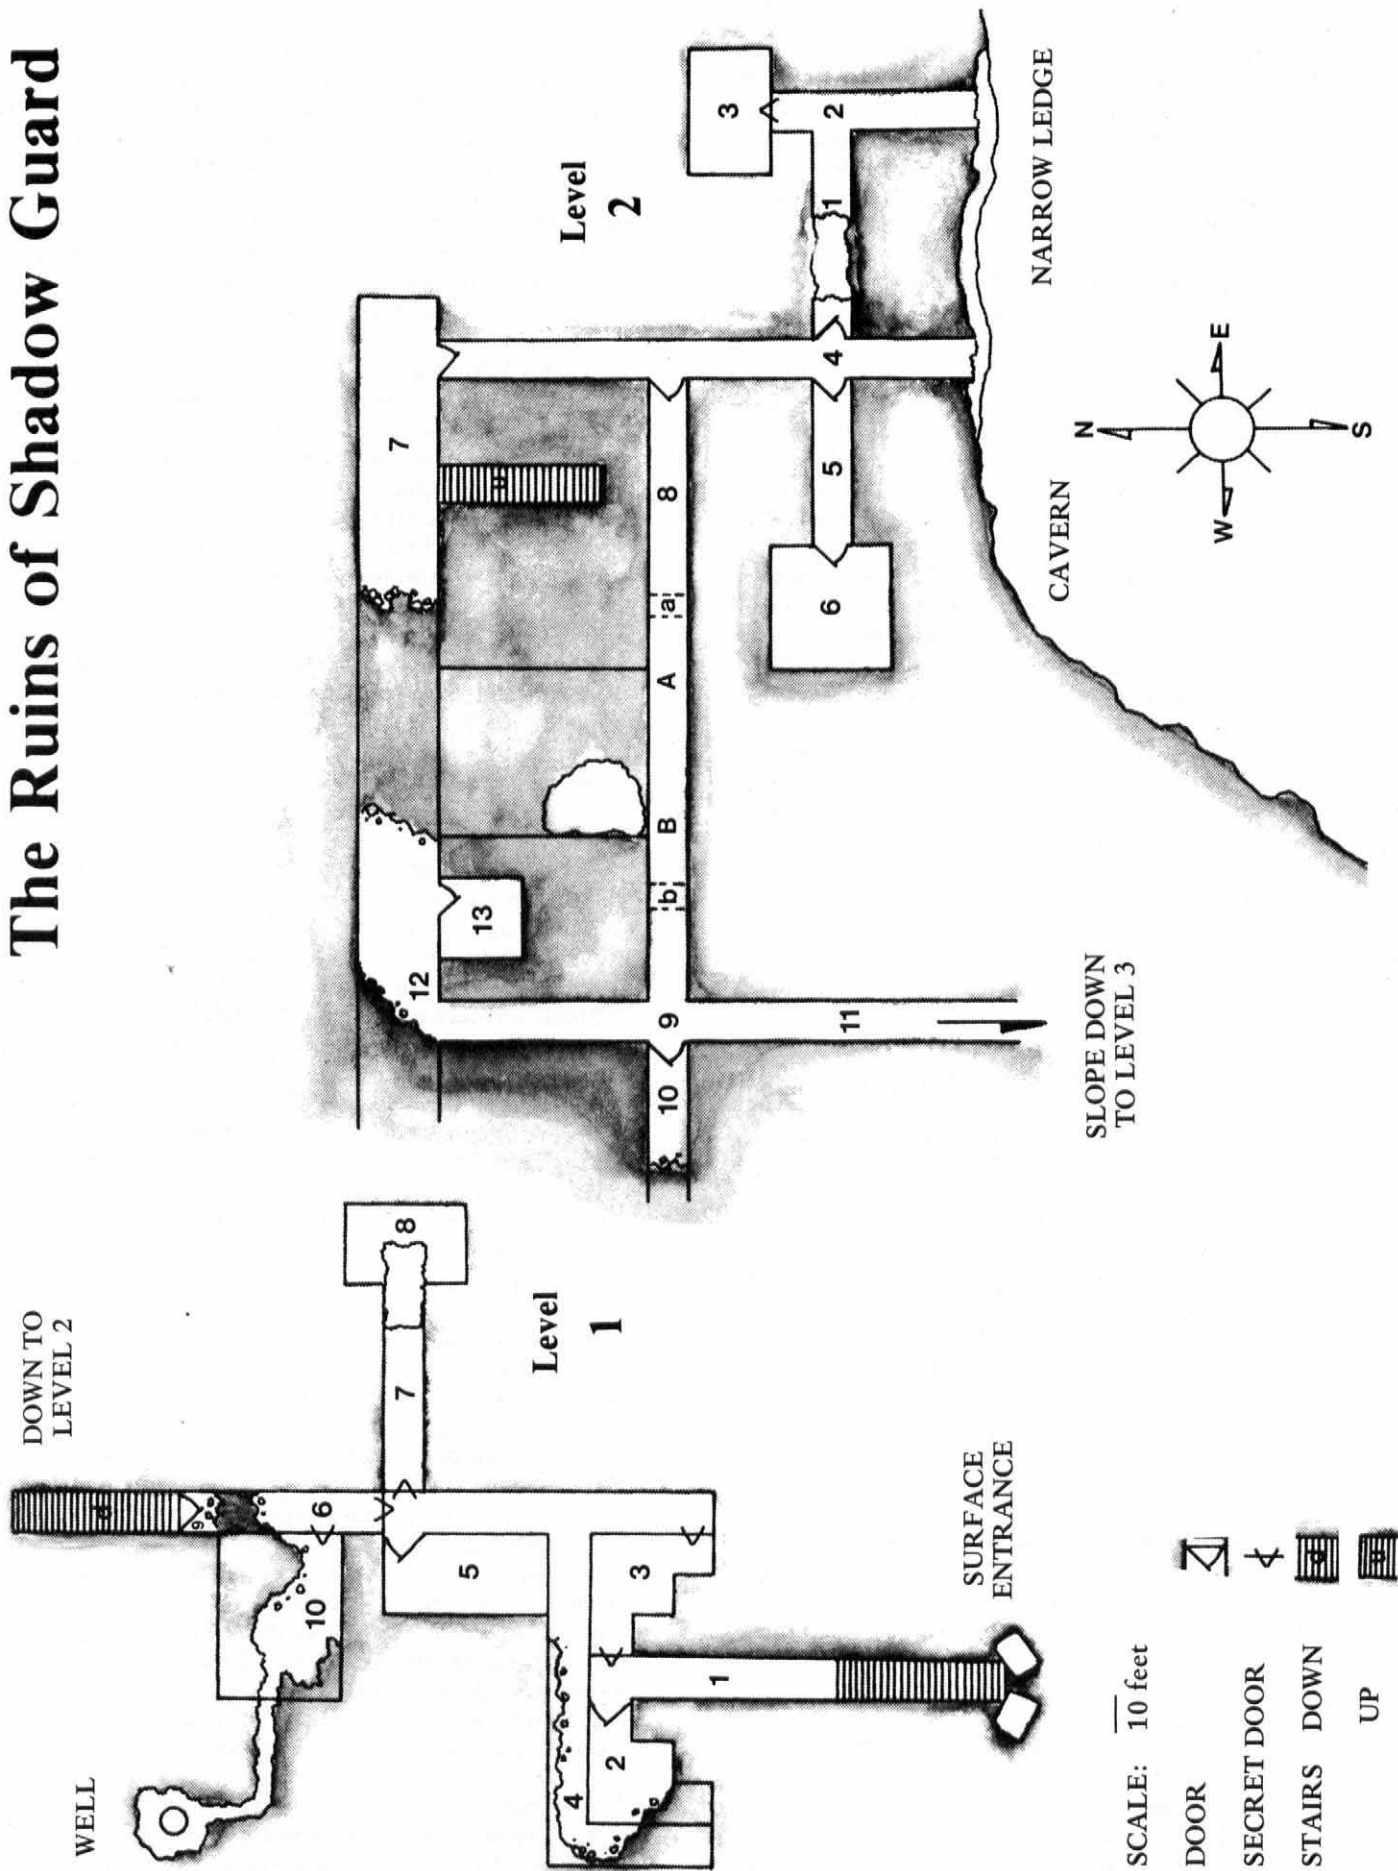 The Ruins of Shadow Guard
DOWN TO
LEVEL 2
WELL
d
9
6
10
5
7
8
4
3
2
1
Level
1
SURFACE
ENTRANCE
SCALE: 10 feet
DOOR
SECRET DOOR
STAIRS DOWN d
UP u
7
u
12
13
8
a
A
B
b
9
10
11
Level
2
3
2
1
4
5
6
NARROW LEDGE
CAVERN
N
W E
S
SLOPE DOWN
TO LEVEL 3